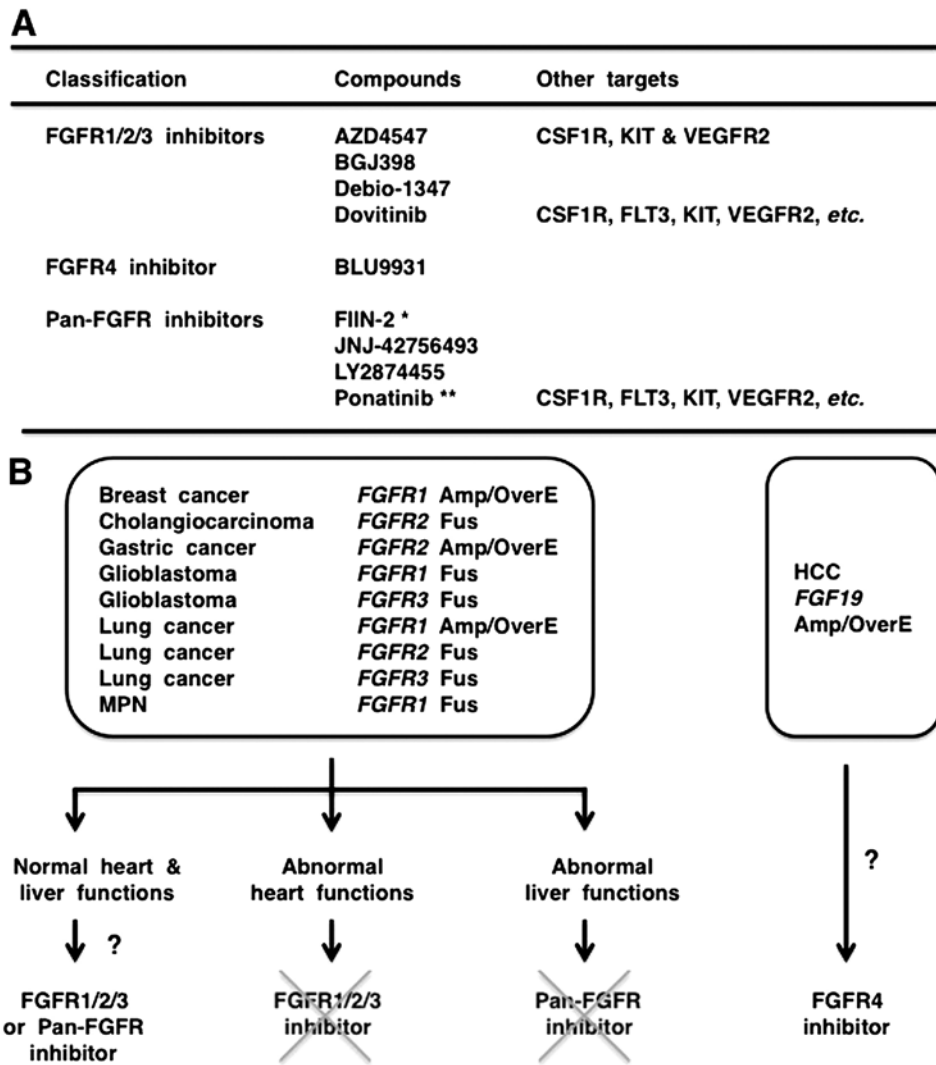 A
Classification Compounds Other targets
FGFR1/2/3 inhibitors AZD4547 CSF1R, KIT & VEGFR2
BGJ398
Debio-1347
Dovitinib CSF1R, FLT3, KIT, VEGFR2, etc.
FGFR4 inhibitor BLU9931
Pan-FGFR inhibitors FIIN-2 *
JNJ-42756493
LY2874455
Ponatinib ** CSF1R, FLT3, KIT, VEGFR2, etc.
B
Breast cancer FGFR1 Amp/OverE
Cholangiocarcinoma FGFR2 Fus
Gastric cancer FGFR2 Amp/OverE
Glioblastoma FGFR1 Fus
Glioblastoma FGFR3 Fus
Lung cancer FGFR1 Amp/OverE
Lung cancer FGFR2 Fus
Lung cancer FGFR3 Fus
MPN FGFR1 Fus
HCC
FGF19
Amp/OverE
Normal heart &
liver functions
Abnormal
heart functions
Abnormal
liver functions
?
?
FGFR1/2/3
or Pan-FGFR
inhibitor
FGFR1/2/3
inhibitor
Pan-FGFR
inhibitor
FGFR4
inhibitor